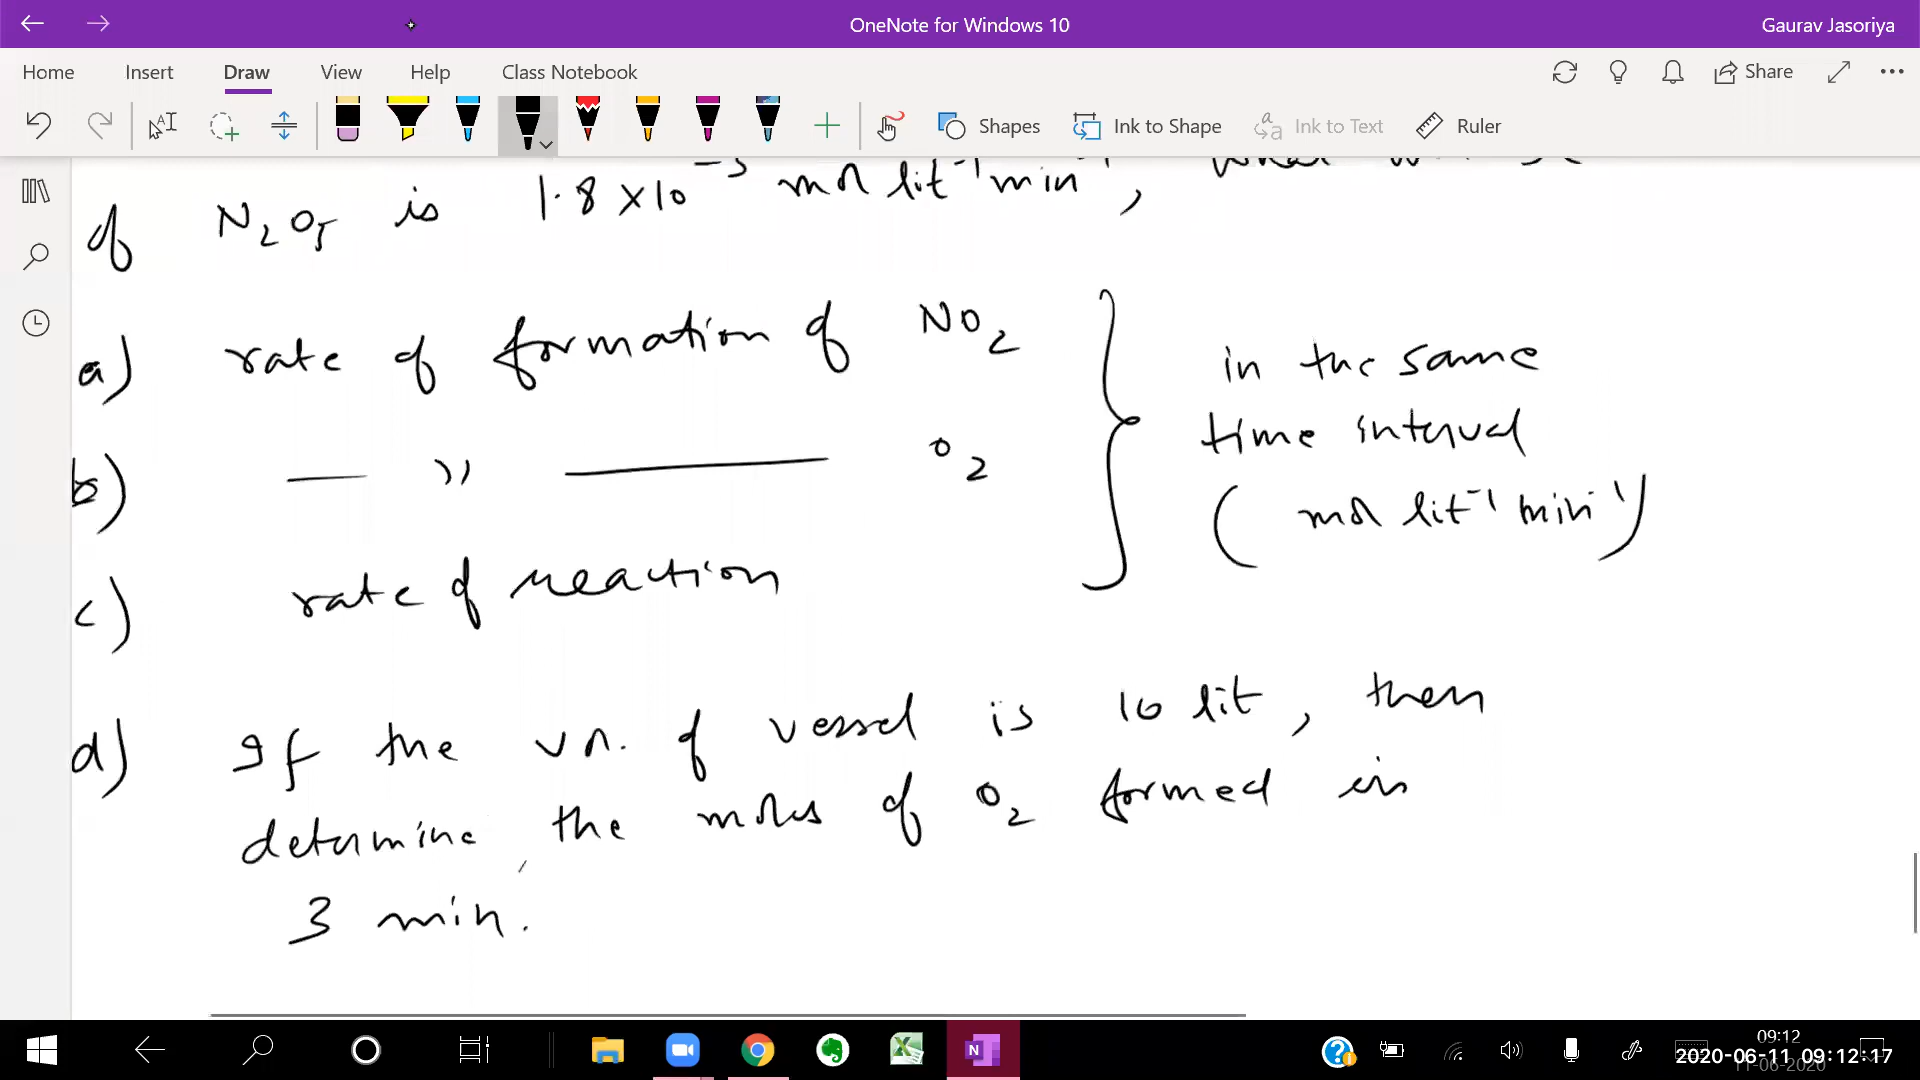 OneNote for Windows 10
Gaurav Jasoriya
Home Insert Draw View Help Class Notebook
Share
Shapes Ink to Shape Ink to Text Ruler
of N₂O₅ is 1.8 × 10⁻³ mol lit⁻¹ min⁻¹,
a) rate of formation of NO₂
b) — " — O₂
c) rate of reaction
in the same
time interval
(mol lit⁻¹ min⁻¹)
d) If the vol. of vessel is 10 lit, then
determine the moles of O₂ formed in
3 min.
09:12
2020-06-11 09:12:17
11-06-2020